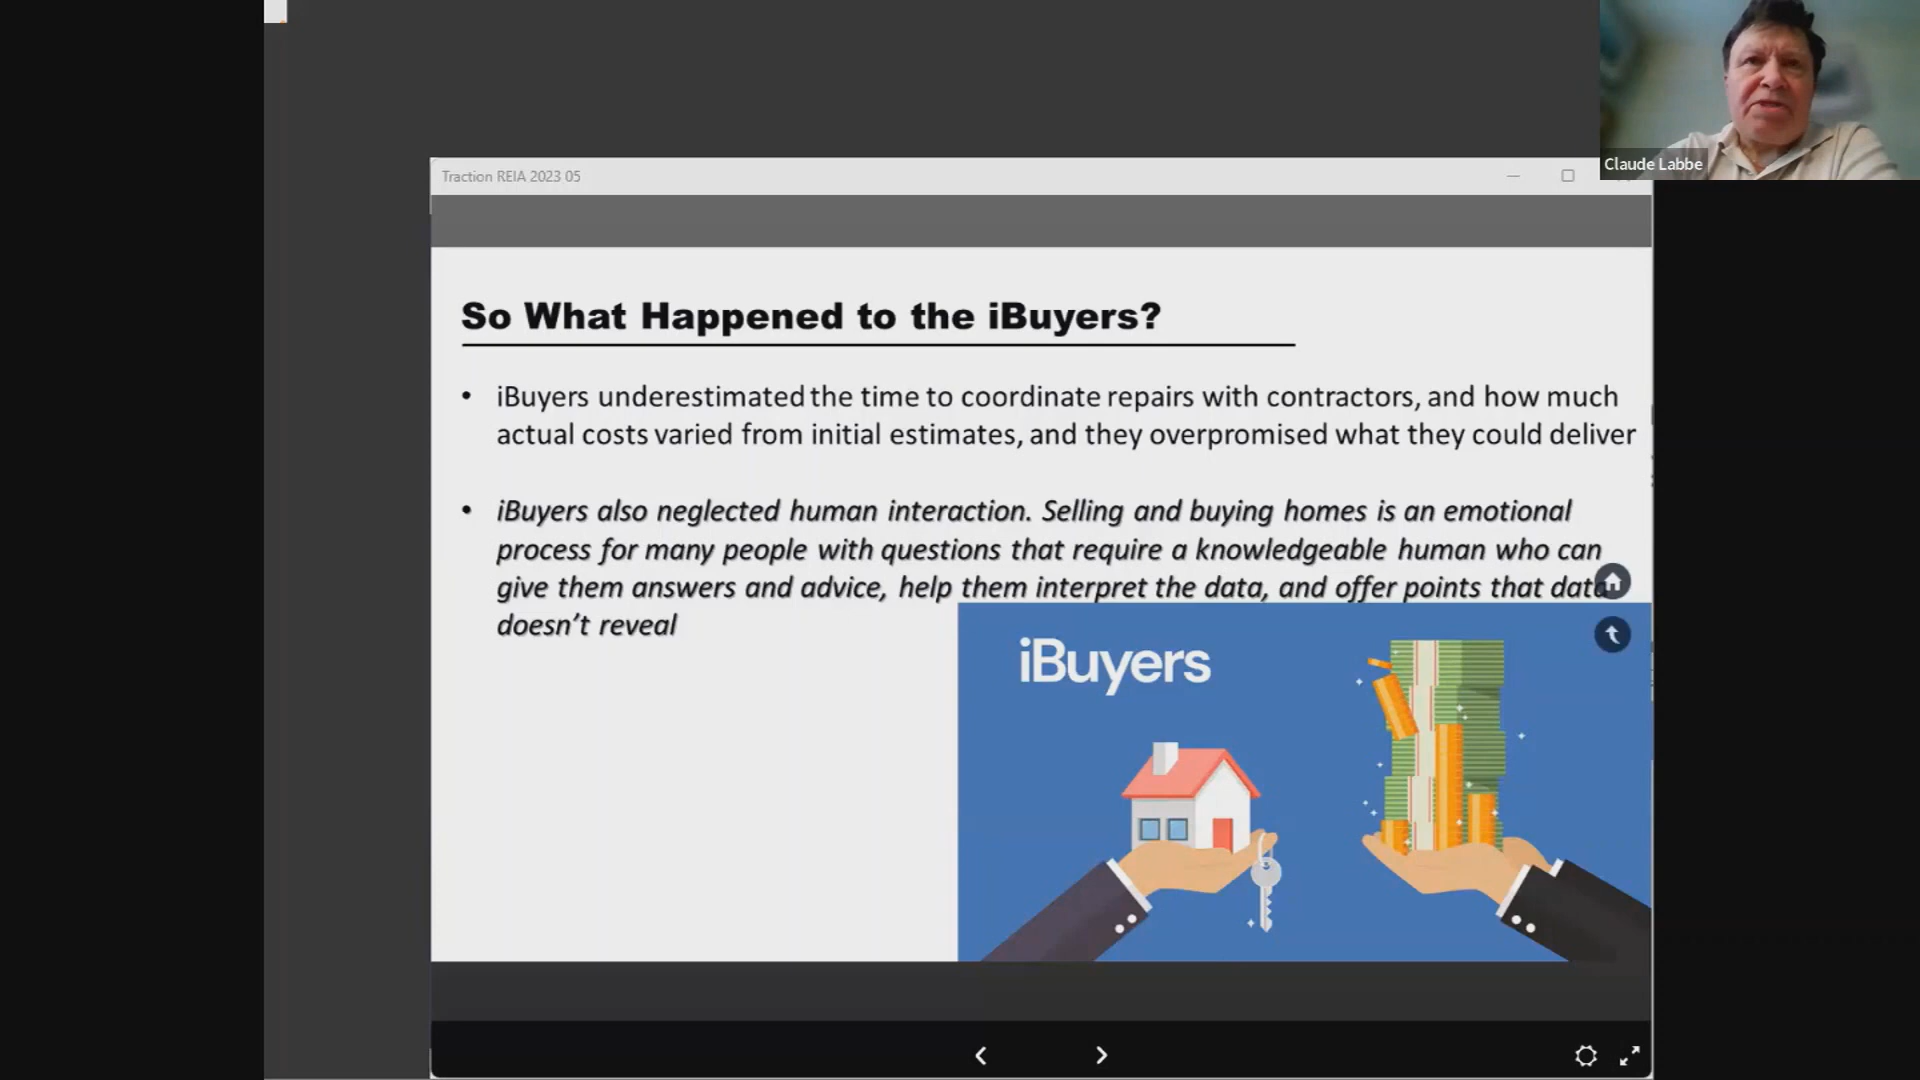 Claude Labbe
Traction REIA 2023 05
So What Happened to the iBuyers?
• iBuyers underestimated the time to coordinate repairs with contractors, and how much
actual costs varied from initial estimates, and they overpromised what they could deliver
• iBuyers also neglected human interaction. Selling and buying homes is an emotional
process for many people with questions that require a knowledgeable human who can
give them answers and advice, help them interpret the data, and offer points that data
doesn’t reveal
iBuyers